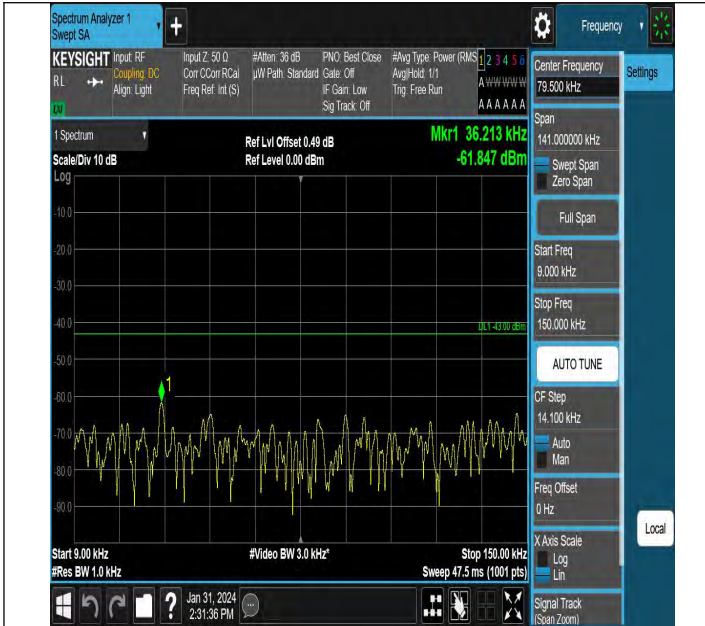 Spectrum Analyzer 1
Swept SA
+
Frequency
KEYSIGHT
RL
Input: RF
Coupling: DC
Align: Light
Input Z: 50 Ω
Corr CCorr RCal
Freq Ref: Int (S)
#Atten: 36 dB
µW Path: Standard
PNO: Best Close
Gate: Off
IF Gain: Low
Sig Track: Off
#Avg Type: Power (RMS
Avg|Hold: 1/1
Trig: Free Run
1 2 3 4 5 6
A W W W W W
A A A A A A
1 Spectrum
Scale/Div 10 dB
Log
Ref Lvl Offset 0.49 dB
Ref Level 0.00 dBm
Mkr1 36.213 kHz
-61.847 dBm
-10.0
-20.0
-30.0
-40.0
-50.0
-60.0
-70.0
-80.0
-90.0
DL1 -43.00 dBm
1
Start 9.00 kHz
#Res BW 1.0 kHz
#Video BW 3.0 kHz*
Stop 150.00 kHz
Sweep 47.5 ms (1001 pts)
Jan 31, 2024
2:31:36 PM
?
Center Frequency
79.500 kHz
Settings
Span
141.000000 kHz
Swept Span
Zero Span
Full Span
Start Freq
9.000 kHz
Stop Freq
150.000 kHz
AUTO TUNE
CF Step
14.100 kHz
Auto
Man
Freq Offset
0 Hz
X Axis Scale
Log
Lin
Local
Signal Track
(Span Zoom)